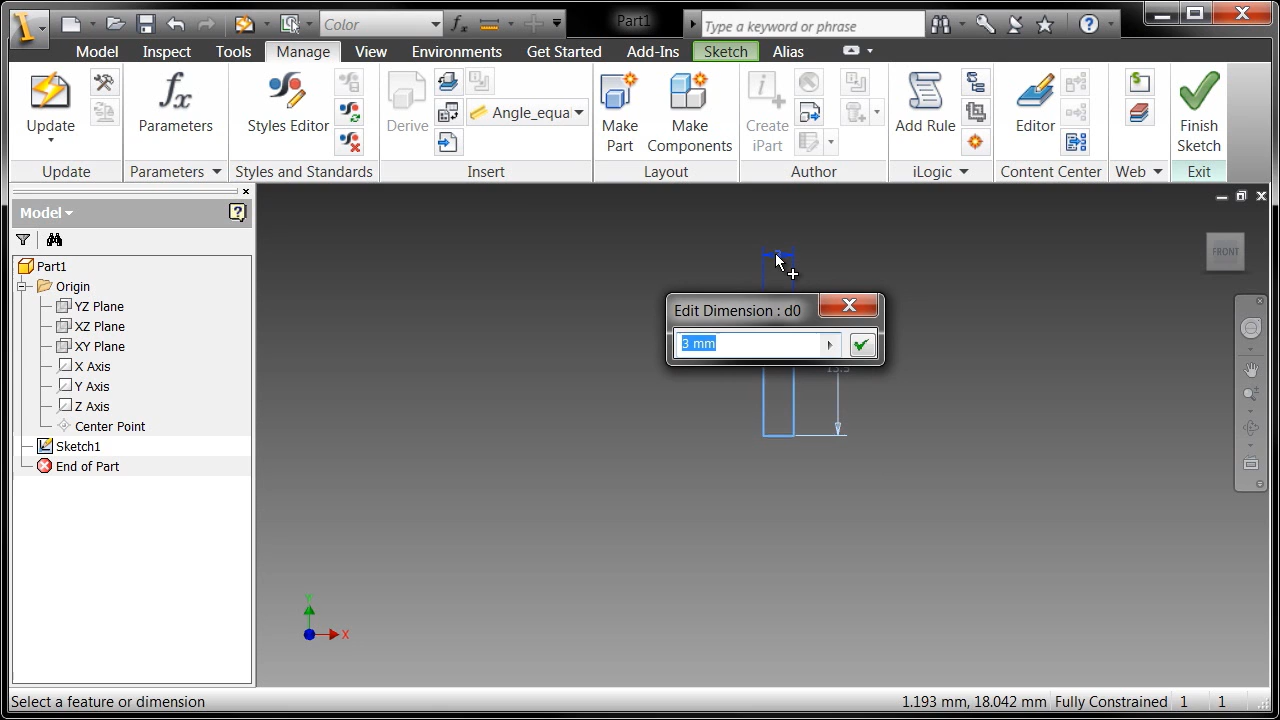 Color
Part1
Type a keyword or phrase
Model Inspect Tools Manage View Environments Get Started Add-Ins Sketch Alias
Update
Parameters
Styles Editor
Derive
Angle_equa
Make
Part
Make
Components
Create
iPart
Add Rule
Editor
Finish
Sketch
Update
Parameters
Styles and Standards
Insert
Layout
Author
iLogic
Content Center
Web
Exit
Model
Part1
Origin
YZ Plane
XZ Plane
XY Plane
X Axis
Y Axis
Z Axis
Center Point
Sketch1
End of Part
FRONT
Edit Dimension : d0
3 mm
Y
X
Select a feature or dimension
1.193 mm, 18.042 mm Fully Constrained 1 1